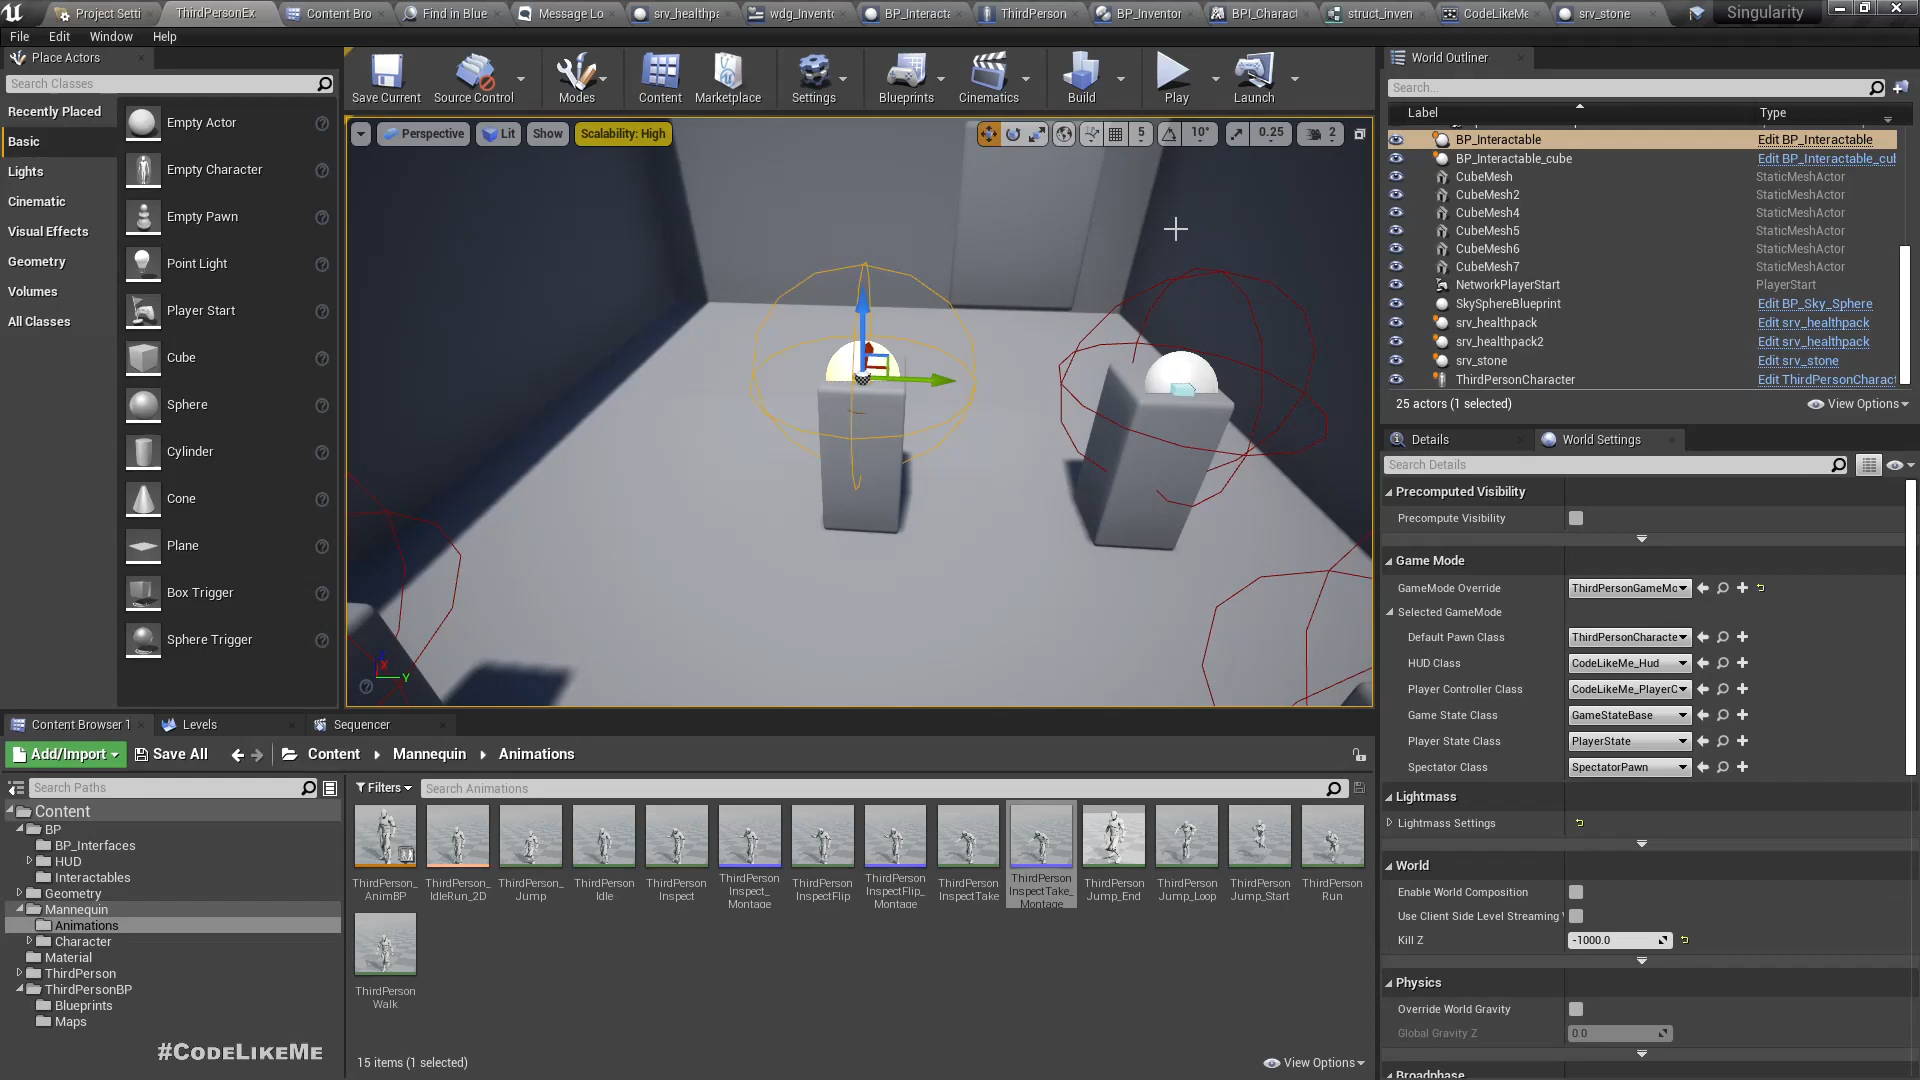 Project Setti
ThirdPersonEx
Content Bro
Find in Blue
Message Lo
srv_healthp
wdg_Invent
BP_Interact
ThirdPerson
BP_Inventor
BPI_Charact
struct_inven
CodeLikeMe
srv_stone
Singularity
File
Edit
Window
Help
Place Actors
Search Classes
Recently Placed
Basic
Lights
Cinematic
Visual Effects
Geometry
Volumes
All Classes
Empty Actor
Empty Character
Empty Pawn
Point Light
Player Start
Cube
Sphere
Cylinder
Cone
Plane
Box Trigger
Sphere Trigger
Save Current
Source Control
Modes
Content
Marketplace
Settings
Blueprints
Cinematics
Build
Play
Launch
Perspective
Lit
Show
Scalability: High
5
10°
0.25
2
X
Y
World Outliner
Search...
Label
Type
BP_Interactable
Edit BP_Interactable
BP_Interactable_cube
Edit BP_Interactable_cul
CubeMesh
StaticMeshActor
CubeMesh2
StaticMeshActor
CubeMesh4
StaticMeshActor
CubeMesh5
StaticMeshActor
CubeMesh6
StaticMeshActor
CubeMesh7
StaticMeshActor
NetworkPlayerStart
PlayerStart
SkySphereBlueprint
Edit BP_Sky_Sphere
srv_healthpack
Edit srv_healthpack
srv_healthpack2
Edit srv_healthpack
srv_stone
Edit srv_stone
ThirdPersonCharacter
Edit ThirdPersonCharact
25 actors (1 selected)
View Options
Details
World Settings
Search Details
Precomputed Visibility
Precompute Visibility
Game Mode
GameMode Override
ThirdPersonGameMc
Selected GameMode
Default Pawn Class
ThirdPersonCharacte
HUD Class
CodeLikeMe_Hud
Player Controller Class
CodeLikeMe_PlayerC
Game State Class
GameStateBase
Player State Class
PlayerState
Spectator Class
SpectatorPawn
Lightmass
Lightmass Settings
World
Enable World Composition
Use Client Side Level Streaming
Kill Z
-1000.0
Physics
Override World Gravity
Global Gravity Z
0.0
Broadphase
Content Browser 1
Levels
Sequencer
Add/Import
Save All
Content
Mannequin
Animations
Search Paths
Filters
Search Animations
Content
BP
BP_Interfaces
HUD
Interactables
Geometry
Mannequin
Animations
Character
Material
ThirdPerson
ThirdPersonBP
Blueprints
Maps
#CodeLikeMe
ThirdPerson_
AnimBP
ThirdPerson_
IdleRun_2D
ThirdPerson_
Jump
ThirdPerson
Idle
ThirdPerson
Inspect
ThirdPerson
Inspect_
Montage
ThirdPerson
InspectFlip
ThirdPerson
InspectFlip_
Montage
ThirdPerson
InspectTake
ThirdPerson
InspectTake_
Montage
ThirdPerson
Jump_End
ThirdPerson
Jump_Loop
ThirdPerson
Jump_Start
ThirdPerson
Run
ThirdPerson
Walk
15 items (1 selected)
View Options